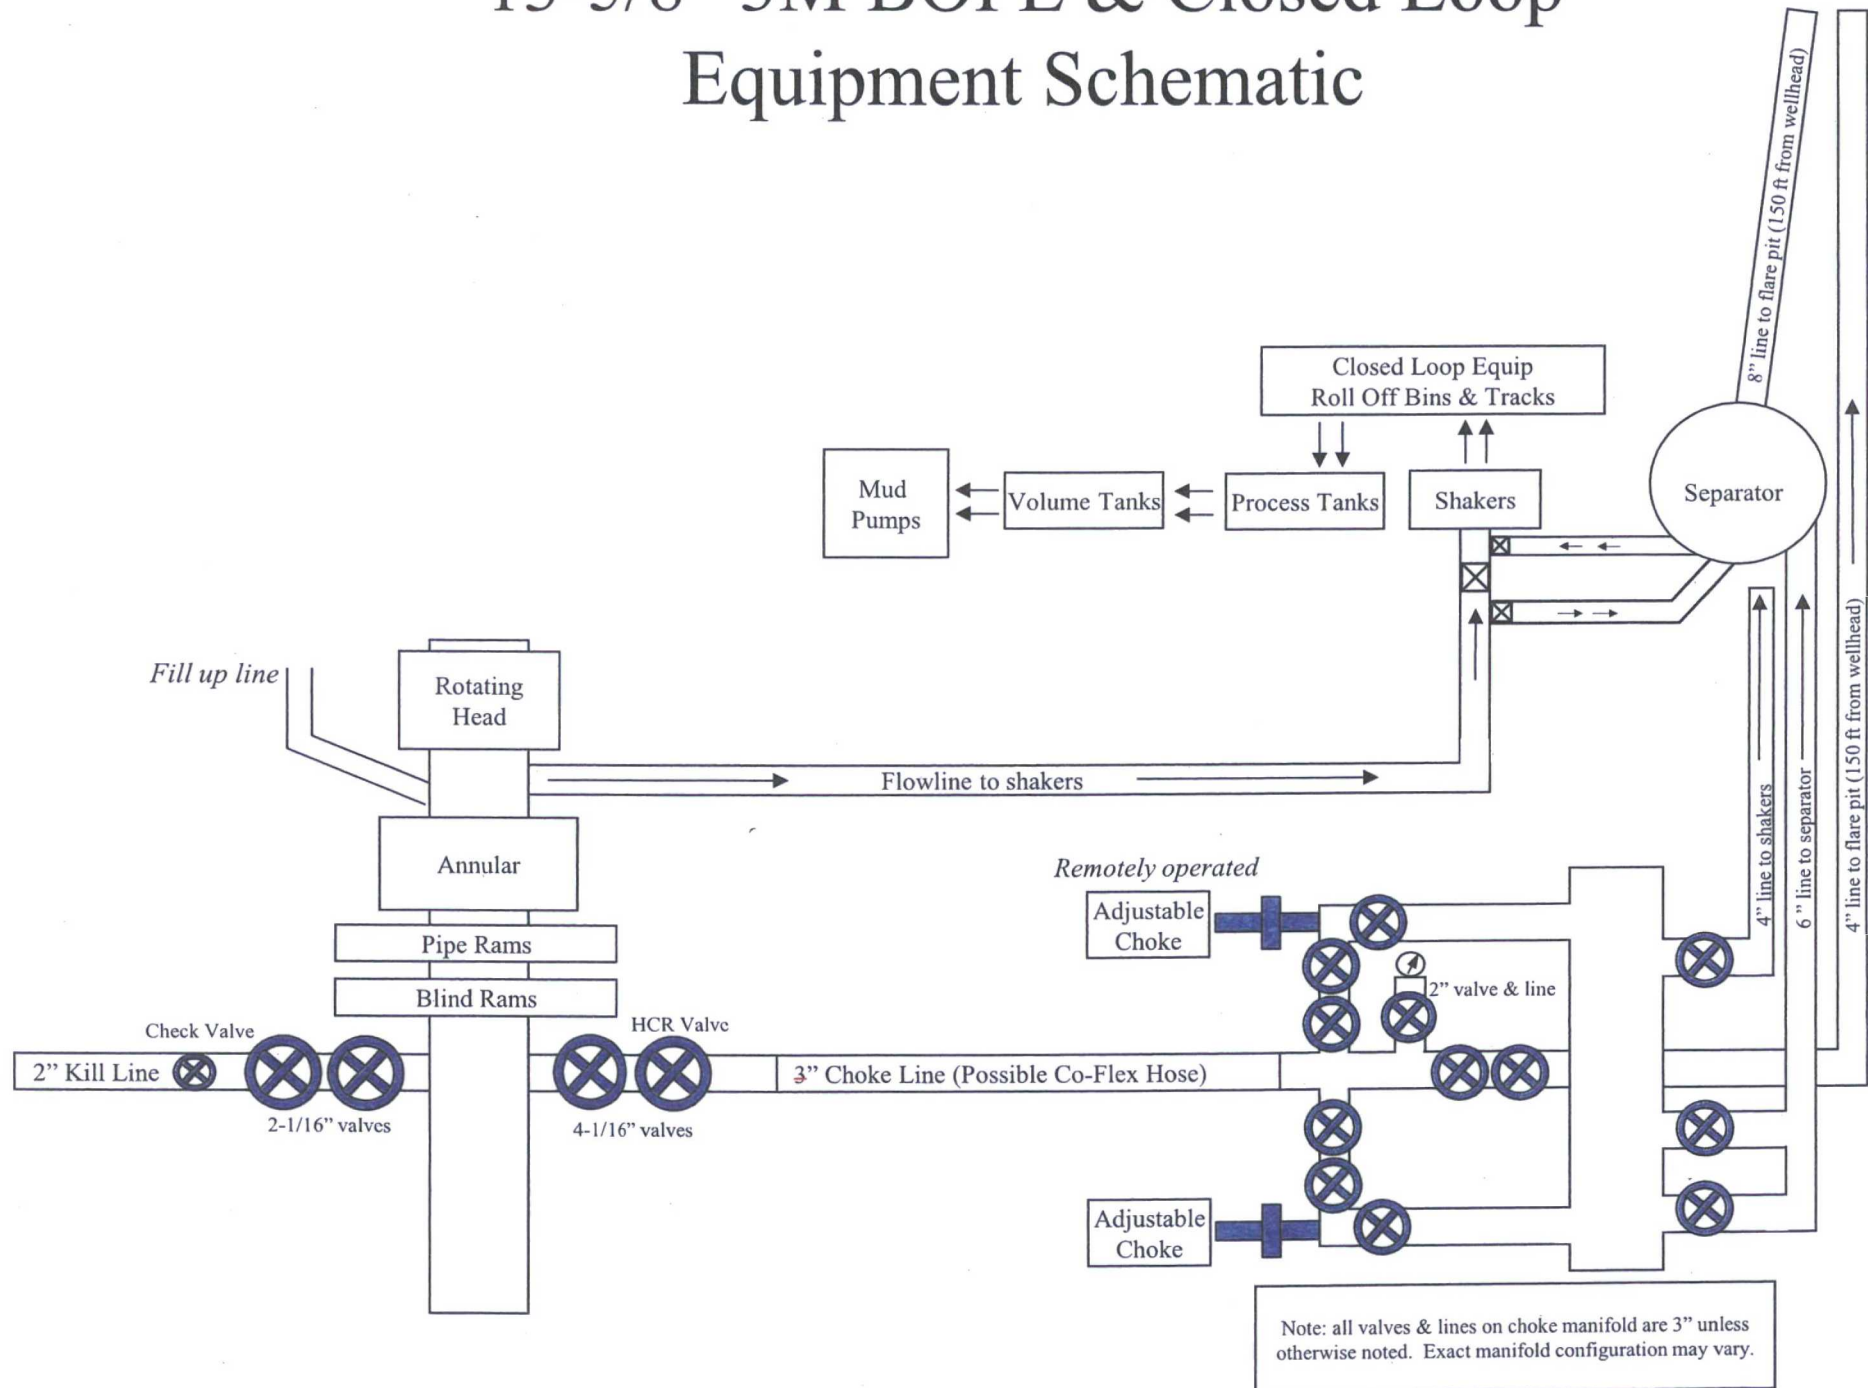 Equipment Schematic
8” line to flare pit (150 ft from wellhead)
Closed Loop Equip
Roll Off Bins & Tracks
Mud
Pumps
Volume Tanks
Process Tanks
Shakers
Separator
Fill up line
Rotating
Head
Flowline to shakers
Annular
Pipe Rams
Blind Rams
Check Valve
HCR Valve
2” Kill Line
2-1/16” valves
4-1/16” valves
3” Choke Line (Possible Co-Flex Hose)
Remotely operated
Adjustable
Choke
2” valve & line
Adjustable
Choke
4” line to shakers
6 ” line to separator
4” line to flare pit (150 ft from wellhead)
Note: all valves & lines on choke manifold are 3” unless
otherwise noted.  Exact manifold configuration may vary.